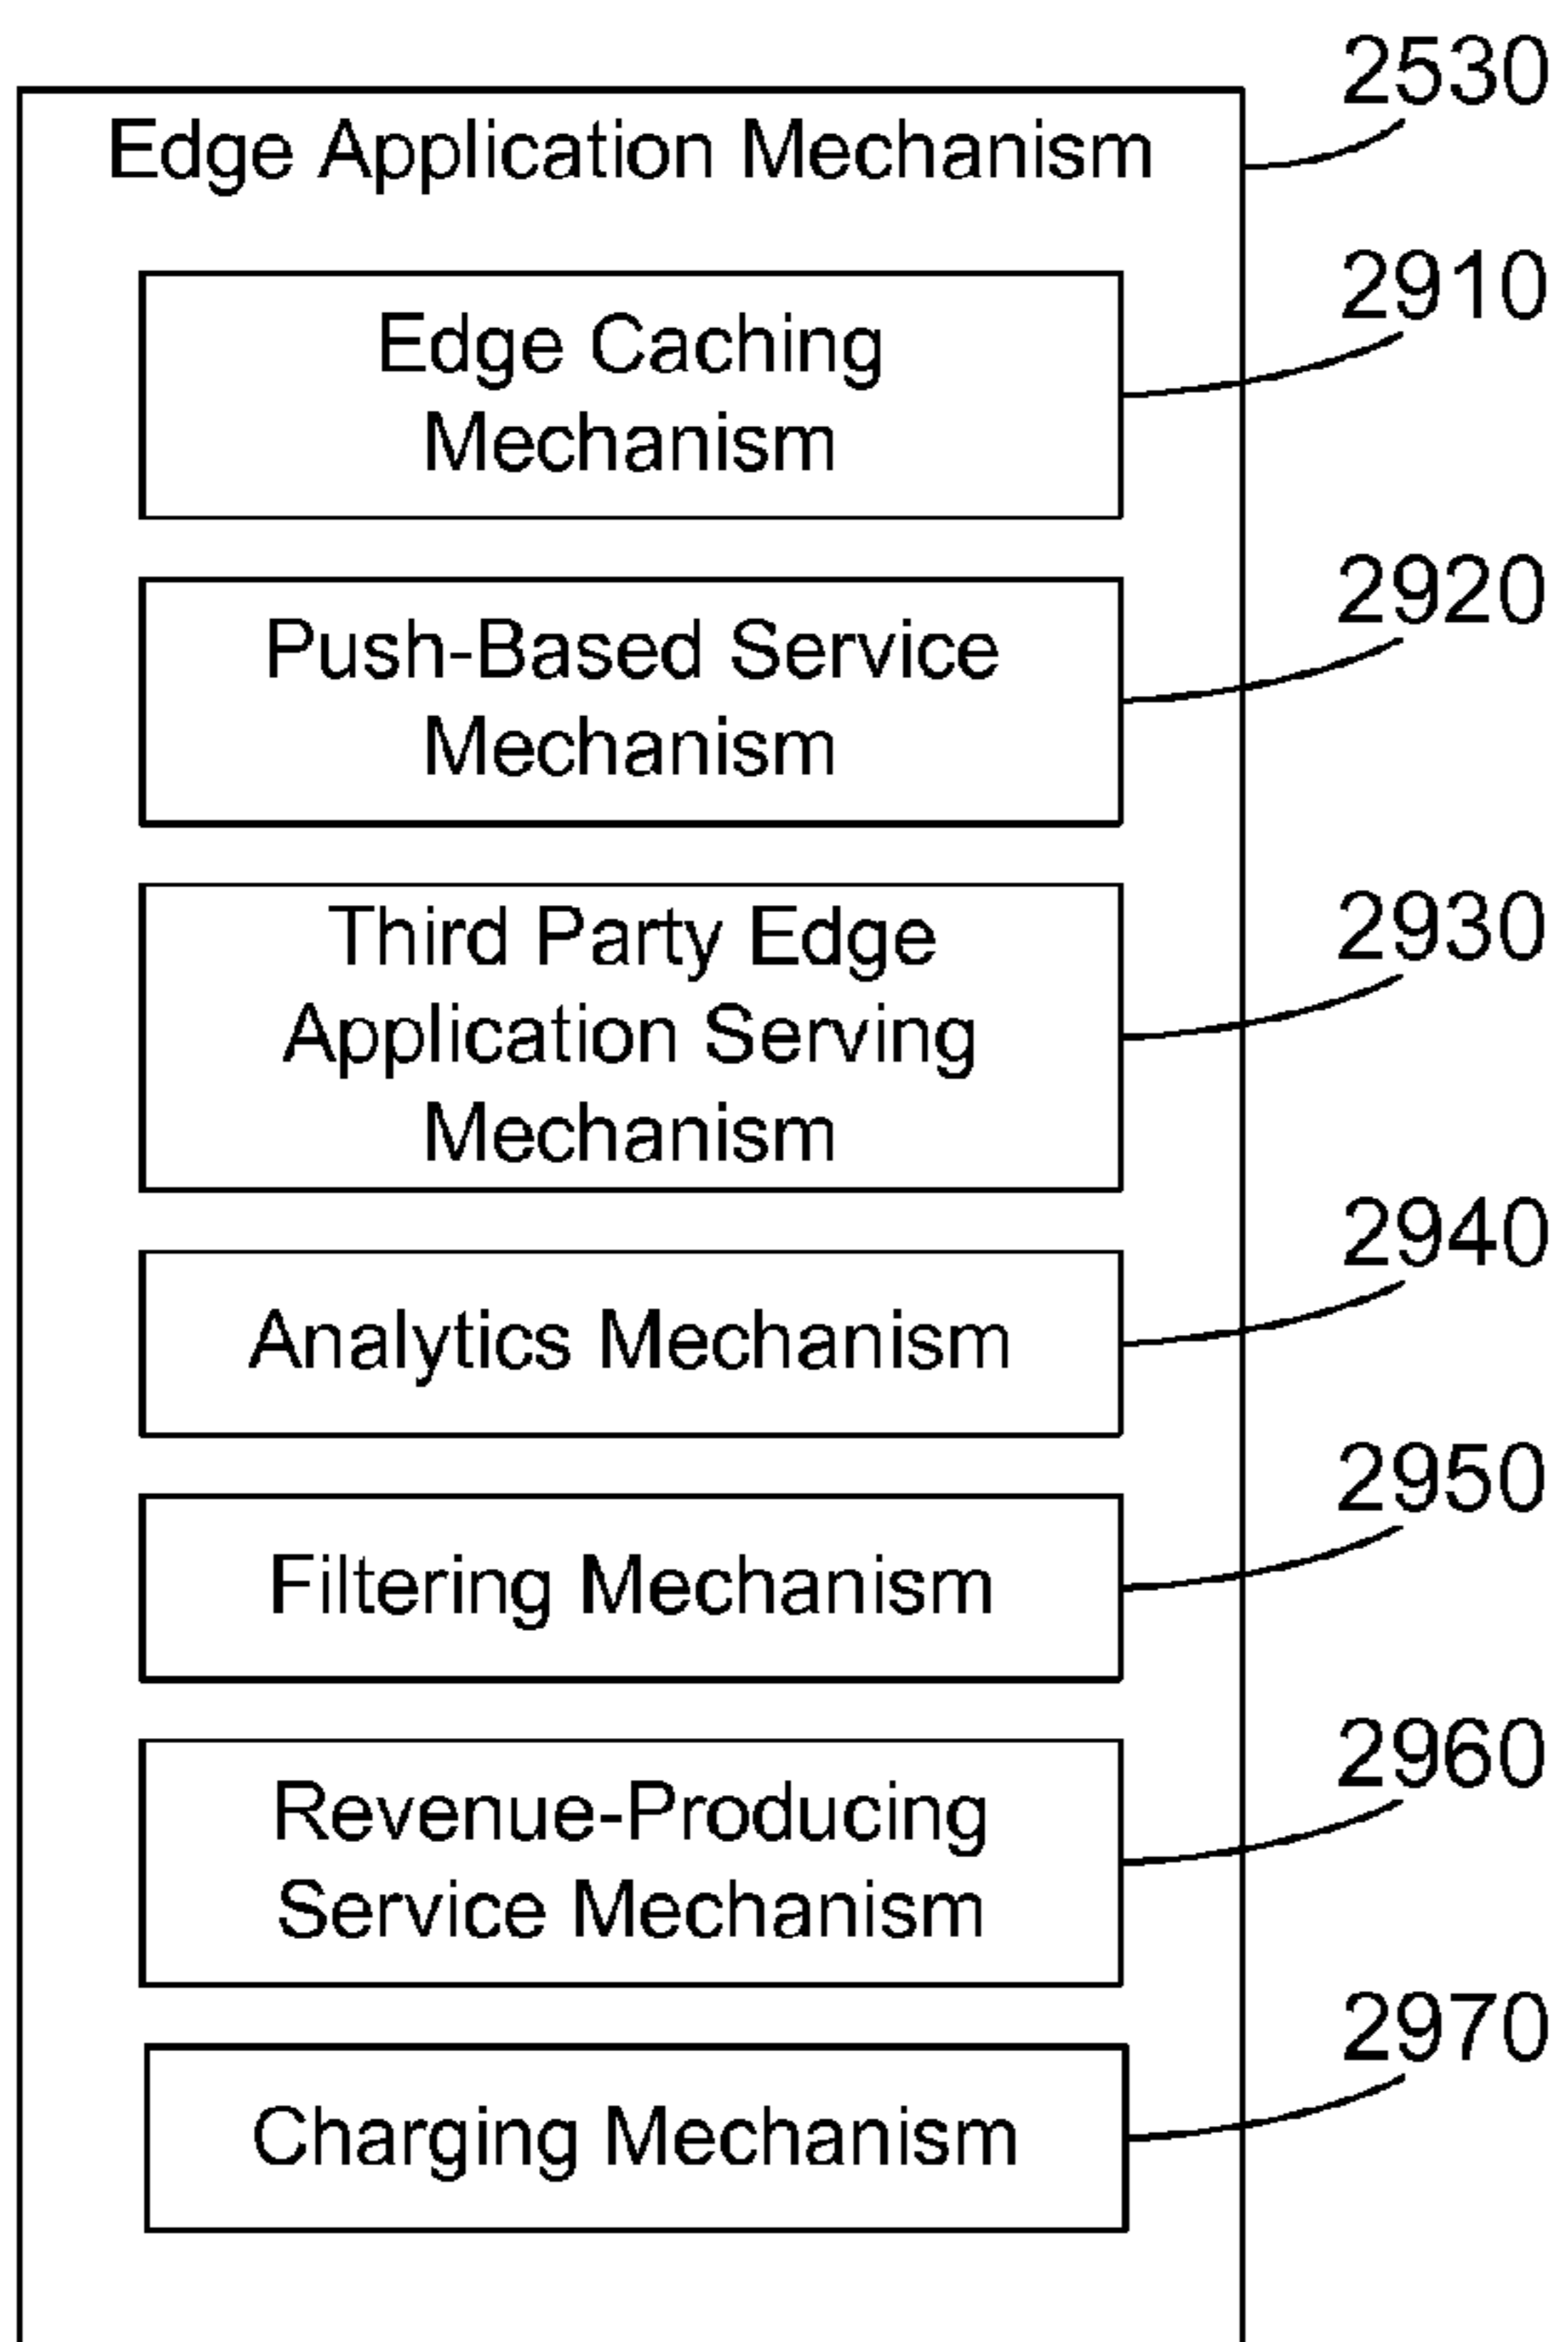 2530
Edge Application Mechanism
2910
Edge Caching
Mechanism
2920
Push-Based Service
Mechanism
2930
Third Party Edge
Application Serving
Mechanism
2940
Analytics Mechanism
2950
Filtering Mechanism
2960
Revenue-Producing
Service Mechanism
2970
Charging Mechanism